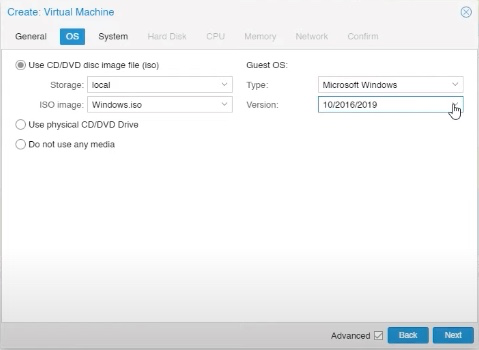 Create: Virtual Machine
General OS System Hard Disk CPU Memory Network Confirm
Use CD/DVD disc image file (iso) Guest OS:
Storage: local Type: Microsoft Windows
ISO image: Windows.iso Version: 10/2016/2019
Use physical CD/DVD Drive
Do not use any media
Advanced Back Next